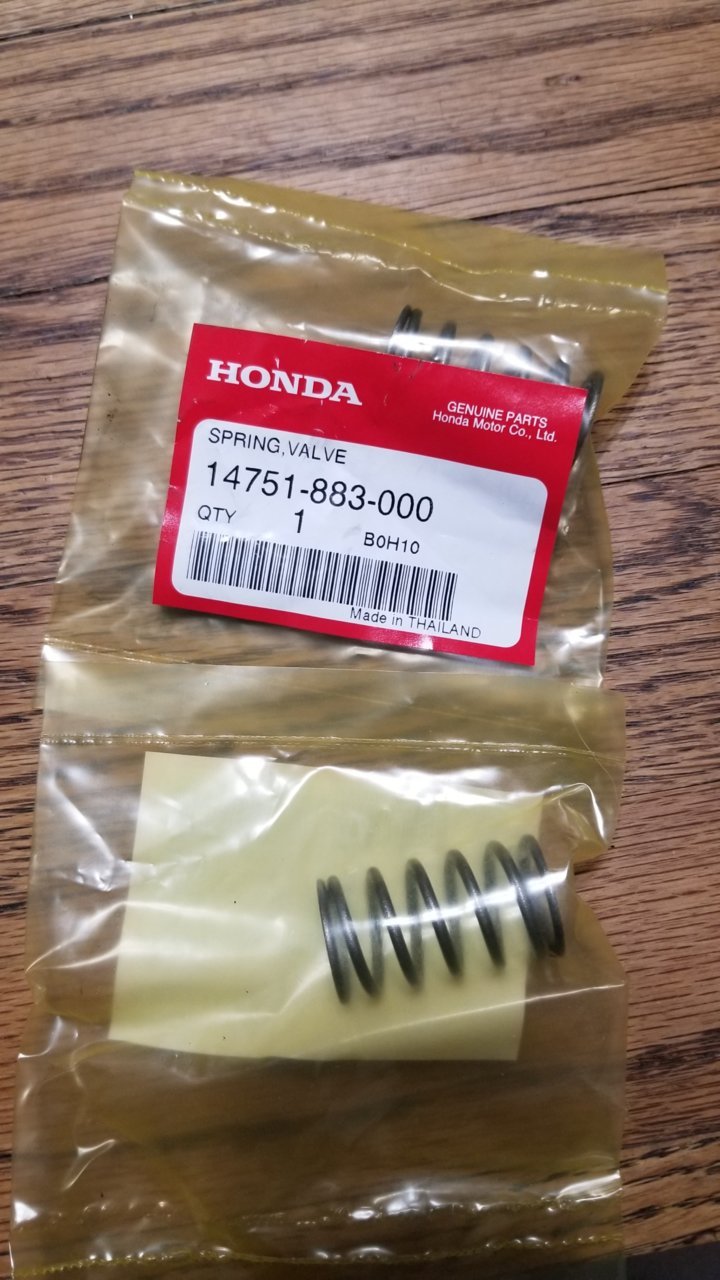 HONDA
GENUINE PARTS
Honda Motor Co., Ltd.
SPRING,VALVE
14751-883-000
QTY 1 B0H10
Made in THAILAND